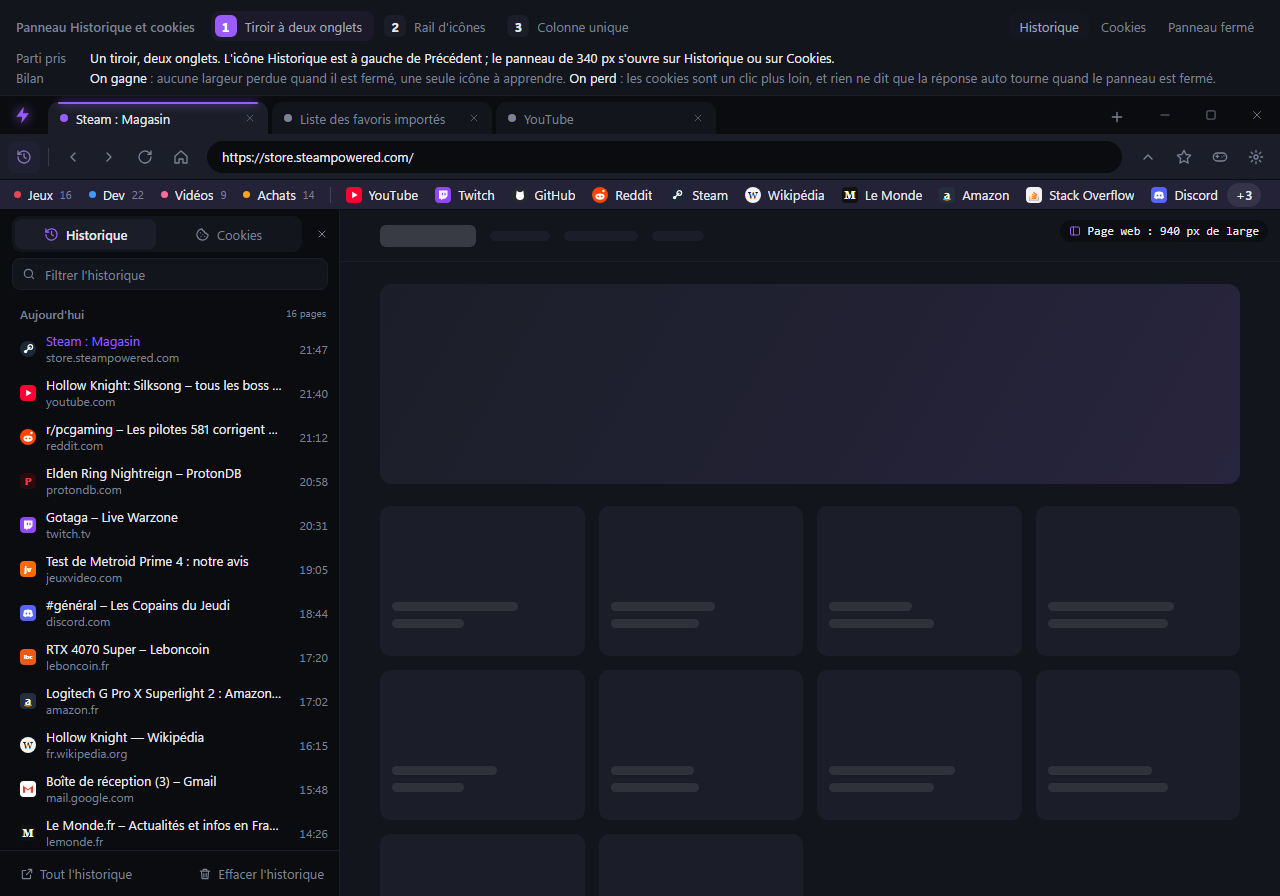 Panneau Historique et cookies 1 Tiroir à deux onglets 2 Rail d'icônes 3 Colonne unique Historique Cookies Panneau fermé
Parti pris Un tiroir, deux onglets. L'icône Historique est à gauche de Précédent ; le panneau de 340 px s'ouvre sur Historique ou sur Cookies.
Bilan On gagne : aucune largeur perdue quand il est fermé, une seule icône à apprendre. On perd : les cookies sont un clic plus loin, et rien ne dit que la réponse auto tourne quand le panneau est fermé.
Steam : Magasin Liste des favoris importés YouTube
https://store.steampowered.com/
Jeux 16 Dev 22 Vidéos 9 Achats 14 YouTube Twitch GitHub Reddit Steam W Wikipédia M Le Monde a Amazon Stack Overflow Discord +3
Historique Cookies
Page web : 940 px de large
Filtrer l'historique
Aujourd'hui 16 pages
Steam : Magasin
store.steampowered.com
21:47
Hollow Knight: Silksong – tous les boss ...
youtube.com
21:40
r/pcgaming – Les pilotes 581 corrigent ...
reddit.com
21:12
P
Elden Ring Nightreign – ProtonDB
protondb.com
20:58
Gotaga – Live Warzone
twitch.tv
20:31
jv
Test de Metroid Prime 4 : notre avis
jeuxvideo.com
19:05
#général – Les Copains du Jeudi
discord.com
18:44
lbc
RTX 4070 Super – Leboncoin
leboncoin.fr
17:20
a
Logitech G Pro X Superlight 2 : Amazon...
amazon.fr
17:02
W
Hollow Knight — Wikipédia
fr.wikipedia.org
16:15
Boîte de réception (3) – Gmail
mail.google.com
15:48
M
Le Monde.fr – Actualités et infos en Fra...
lemonde.fr
14:26
Tout l'historique Effacer l'historique